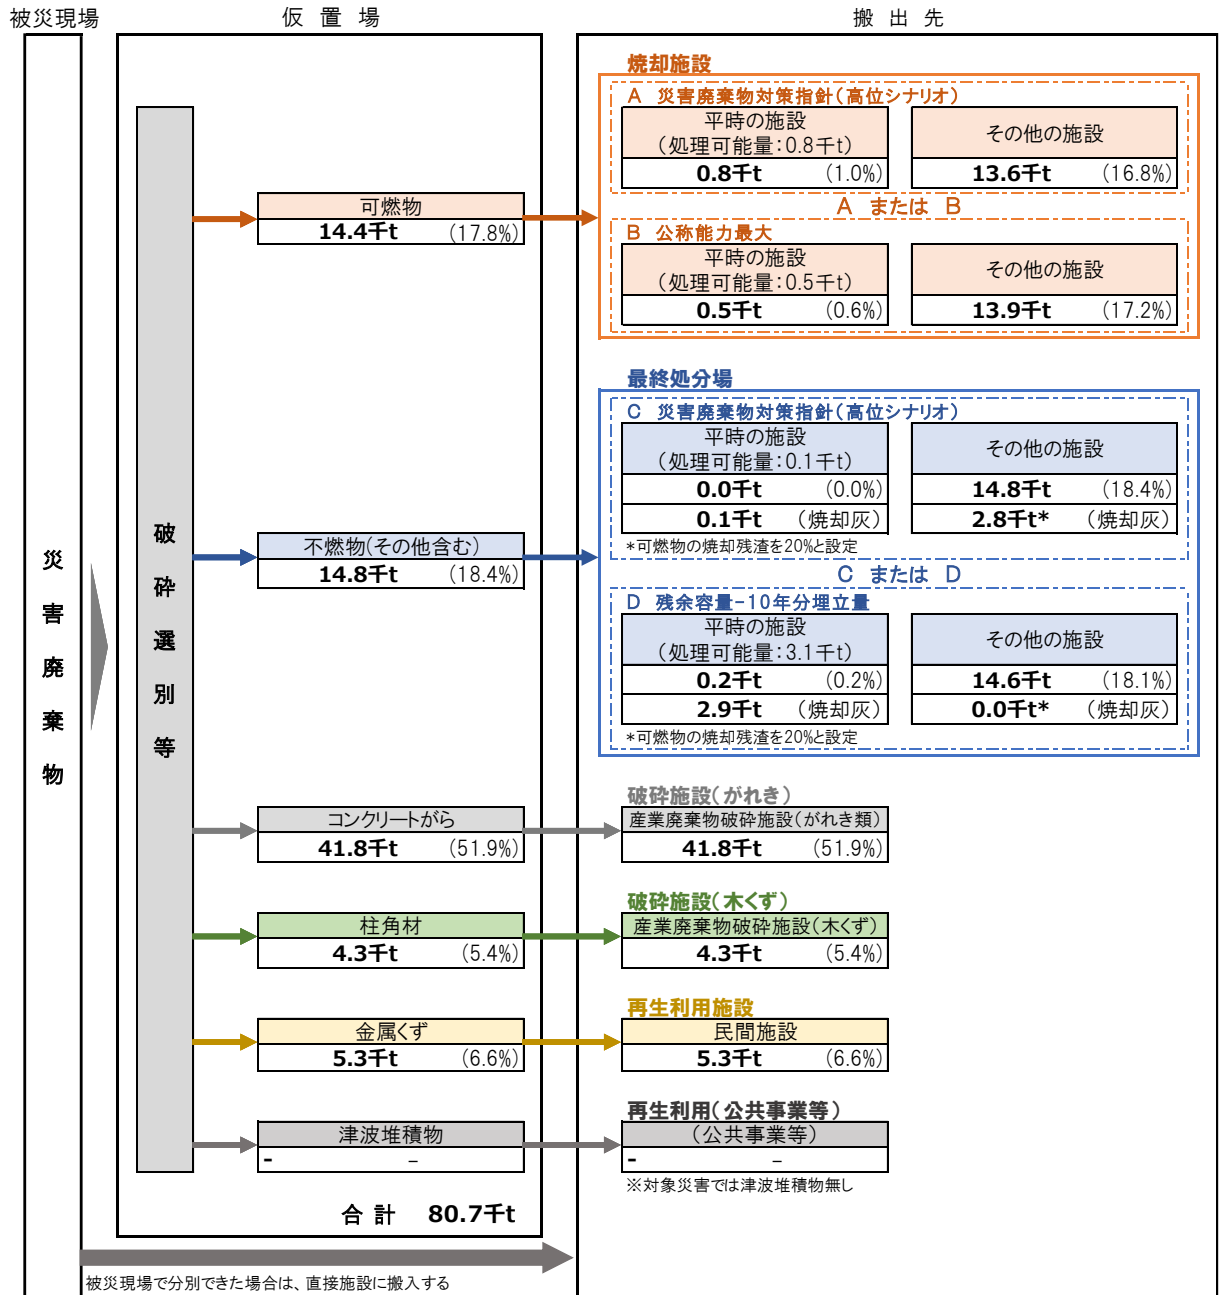 被災現場
仮 置 場
搬 出 先
災害廃棄物
破砕選別等
焼却施設
A 災害廃棄物対策指針(高位シナリオ)
平時の施設
(処理可能量:0.8千t)
0.8千t (1.0%)
その他の施設
13.6千t (16.8%)
可燃物
14.4千t (17.8%)
A または B
B 公称能力最大
平時の施設
(処理可能量:0.5千t)
0.5千t (0.6%)
その他の施設
13.9千t (17.2%)
最終処分場
C 災害廃棄物対策指針(高位シナリオ)
平時の施設
(処理可能量:0.1千t)
0.0千t (0.0%)
0.1千t (焼却灰)
その他の施設
14.8千t (18.4%)
2.8千t* (焼却灰)
*可燃物の焼却残渣を20%と設定
不燃物(その他含む)
14.8千t (18.4%)
C または D
D 残余容量-10年分埋立量
平時の施設
(処理可能量:3.1千t)
0.2千t (0.2%)
2.9千t (焼却灰)
その他の施設
14.6千t (18.1%)
0.0千t* (焼却灰)
*可燃物の焼却残渣を20%と設定
破砕施設(がれき)
コンクリートがら
41.8千t (51.9%)
産業廃棄物破砕施設(がれき類)
41.8千t (51.9%)
破砕施設(木くず)
柱角材
4.3千t (5.4%)
産業廃棄物破砕施設(木くず)
4.3千t (5.4%)
再生利用施設
金属くず
5.3千t (6.6%)
民間施設
5.3千t (6.6%)
再生利用(公共事業等)
津波堆積物
- -
(公共事業等)
- -
※対象災害では津波堆積物無し
合 計 80.7千t
被災現場で分別できた場合は、直接施設に搬入する